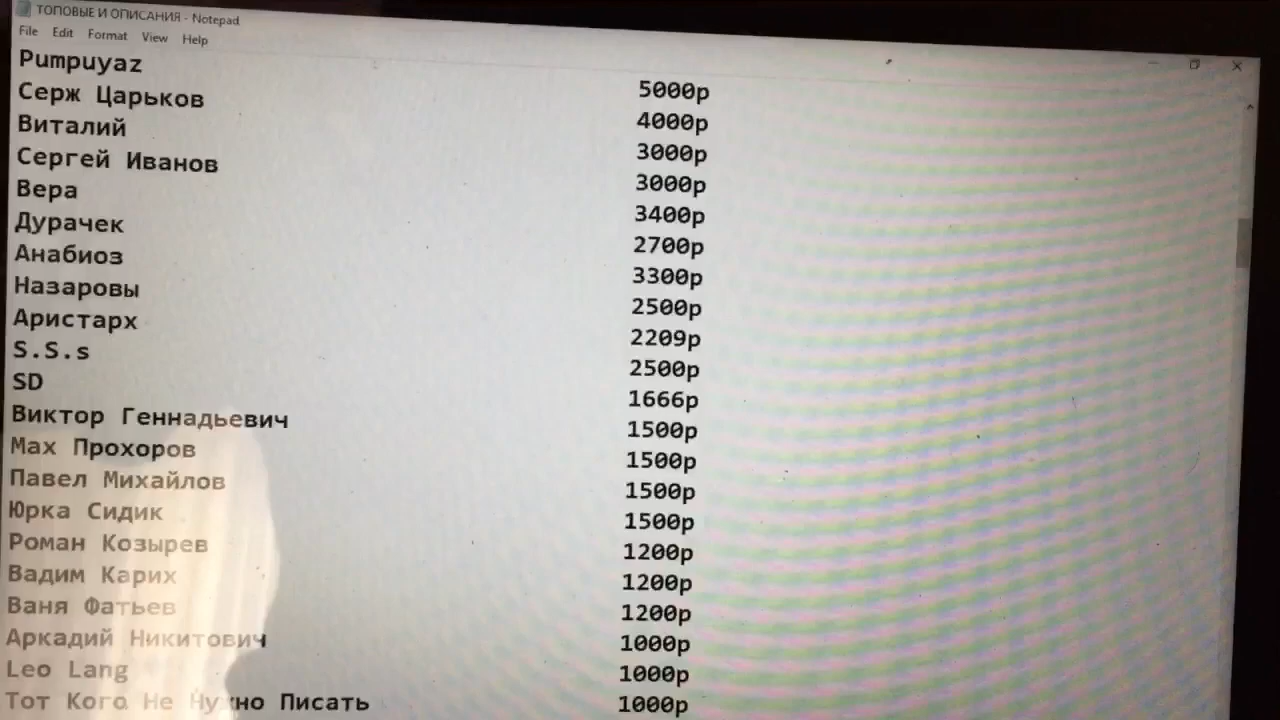 ТОПОВЫЕ И ОПИСАНИЯ - Notepad
File Edit Format View Help
Pumpuyaz 5000р
Серж Царьков 4000р
Виталий 3000р
Сергей Иванов 3000р
Вера 3400р
Дурачек 2700р
Анабиоз 3300р
Назаровы 2500р
Аристарх 2209р
S.S.s 2500р
SD 1666р
Виктор Геннадьевич 1500р
Мах Прохоров 1500р
Павел Михайлов 1500р
Юрка Сидик 1500р
Роман Козырев 1200р
Вадим Карих 1200р
Ваня Фатьев 1200р
Аркадий Никитович 1000р
Leo Lang 1000р
Тот Кого Не Нужно Писать 1000р